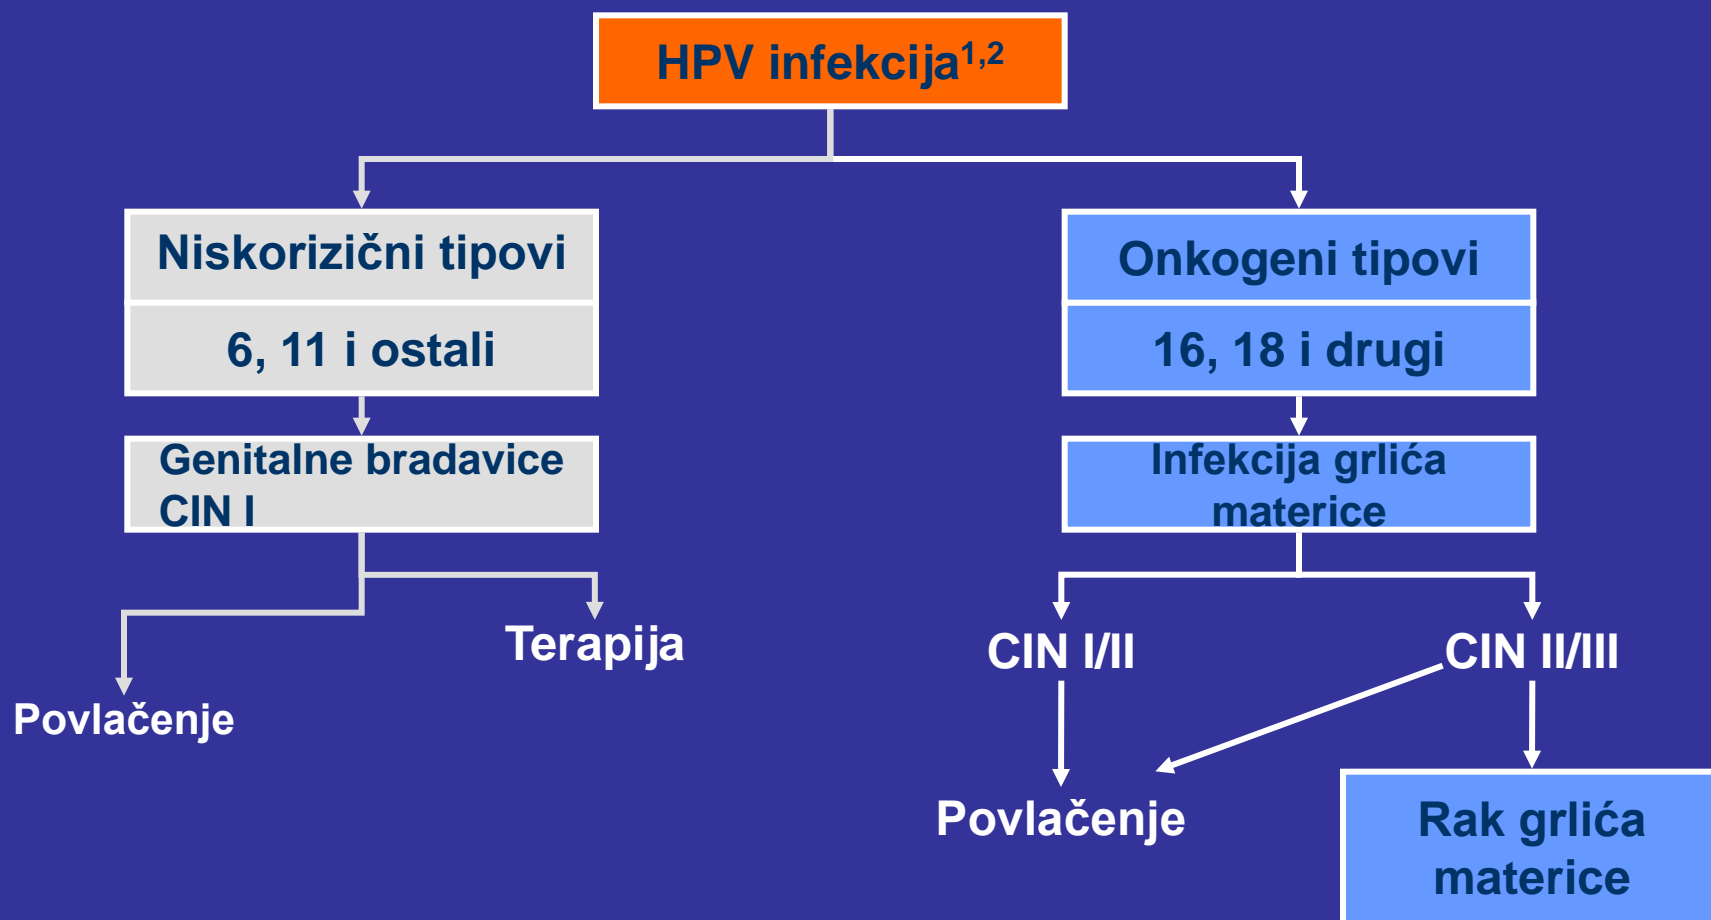 HPV infekcija1,2
Niskorizični tipovi
6, 11 i ostali
Genitalne bradavice
CIN I
Terapija
Povlačenje
Onkogeni tipovi
16, 18 i drugi
Infekcija grlića
materice
CIN I/II
CIN II/III
Povlačenje
Rak grlića
materice